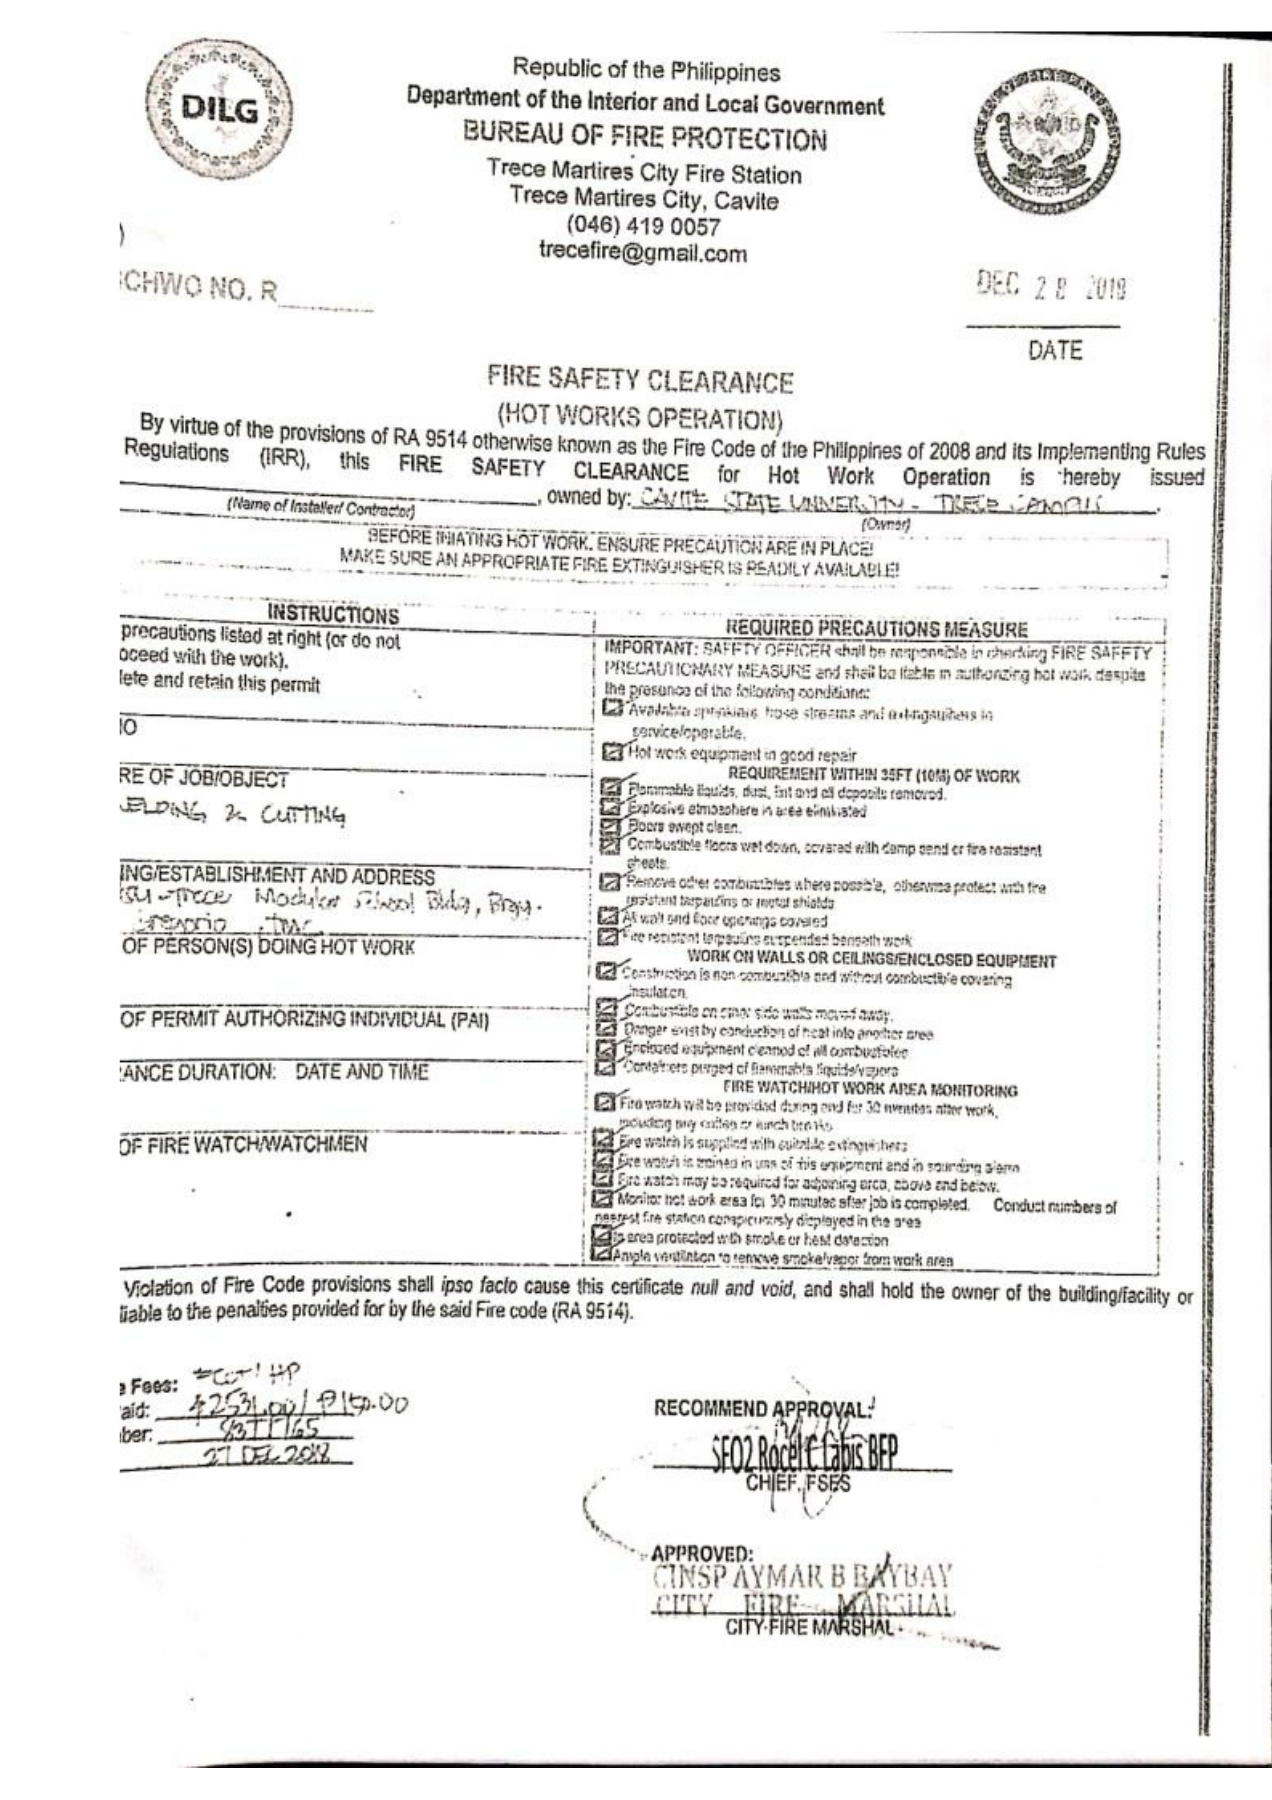 DILG
Republic of the Philippines
Department of the Interior and Local Government
BUREAU OF FIRE PROTECTION
Trece Martires City Fire Station
Trece Martires City, Cavite
(046) 419 0057
trecefire@gmail.com
)
CHWO NO. R
DEC 28 2018
DATE
FIRE SAFETY CLEARANCE
(HOT WORKS OPERATION)
By virtue of the provisions of RA 9514 otherwise known as the Fire Code of the Philippines of 2008 and its Implementing Rules
Regulations (IRR), this FIRE SAFETY CLEARANCE for Hot Work Operation is hereby issued
, owned by: CAVITE STATE UNIVERSITY - TRECE CAMPUS.
(Name of Installer/ Contractor)
(Owner)
BEFORE INIATING HOT WORK. ENSURE PRECAUTION ARE IN PLACE!
MAKE SURE AN APPROPRIATE FIRE EXTINGUISHER IS READILY AVAILABLE!
INSTRUCTIONS
precautions listed at right (or do not
oceed with the work).
lete and retain this permit
IO
RE OF JOB/OBJECT
ELDING & CUTTING
ING/ESTABLISHMENT AND ADDRESS
SU-Trece Modular School Bldg, Brgy.
TMC
OF PERSON(S) DOING HOT WORK
OF PERMIT AUTHORIZING INDIVIDUAL (PAI)
ANCE DURATION: DATE AND TIME
OF FIRE WATCH/WATCHMEN
REQUIRED PRECAUTIONS MEASURE
IMPORTANT: SAFETY OFFICER shall be responsible in checking FIRE SAFETY
PRECAUTIONARY MEASURE and shall be liable in authorizing hot work despite
the presence of the following conditions:
Available sprinklers, hose streams and extinguishers in
service/operable.
Hot work equipment in good repair
REQUIREMENT WITHIN 35FT (10M) OF WORK
Flammable liquids, dust, lint and oil deposits removed.
Explosive atmosphere in area eliminated
Floors swept clean.
Combustible floors wet down, covered with damp sand or fire resistant
sheets.
Remove other combustibles where possible, otherwise protect with fire
resistant tarpaulins or metal shields
All wall and floor openings covered
Fire resistant tarpaulins suspended beneath work
WORK ON WALLS OR CEILINGS/ENCLOSED EQUIPMENT
Construction is non-combustible and without combustible covering
insulation.
Combustible on other side walls moved away.
Danger exist by conduction of heat into another area
Enclosed equipment cleaned of all combustibles
Containers purged of flammable liquids/vapors
FIRE WATCH/HOT WORK AREA MONITORING
Fire watch will be provided during and for 30 minutes after work,
including any coffee or lunch breaks
Fire watch is supplied with suitable extinguishers
Fire watch is trained in use of this equipment and in sounding alarm
Fire watch may be required for adjoining area, above and below.
Monitor hot work area for 30 minutes after job is completed. Conduct numbers of
nearest fire station conspicuously displayed in the area
Is area protected with smoke or heat detection
Ample ventilation to remove smoke/vapor from work area
Violation of Fire Code provisions shall ipso facto cause this certificate null and void, and shall hold the owner of the building/facility or
liable to the penalties provided for by the said Fire code (RA 9514).
e Fees:
aid: 42531.00/ ₱150.00
ber:
27 DEC 2018
RECOMMEND APPROVAL:
SFO2 Rocel C Labis BFP
CHIEF, FSES
APPROVED:
CINSP AYMAR B BAYBAY
CITY FIRE MARSHAL
CITY FIRE MARSHAL